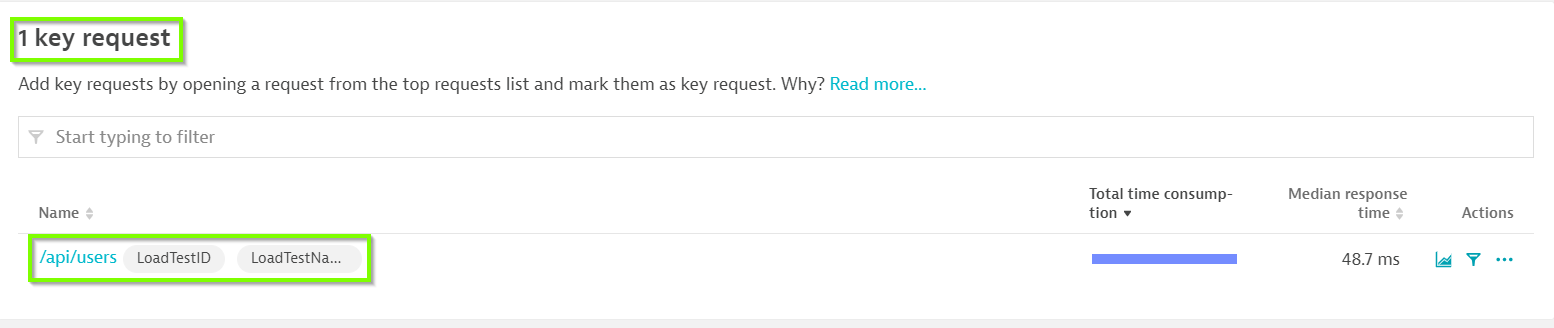 1 key request
Add key requests by opening a request from the top requests list and mark them as key request. Why? Read more...
Start typing to filter
Name
Total time consump-
tion
Median response
time
Actions
/api/users LoadTestID LoadTestNa... 48.7 ms